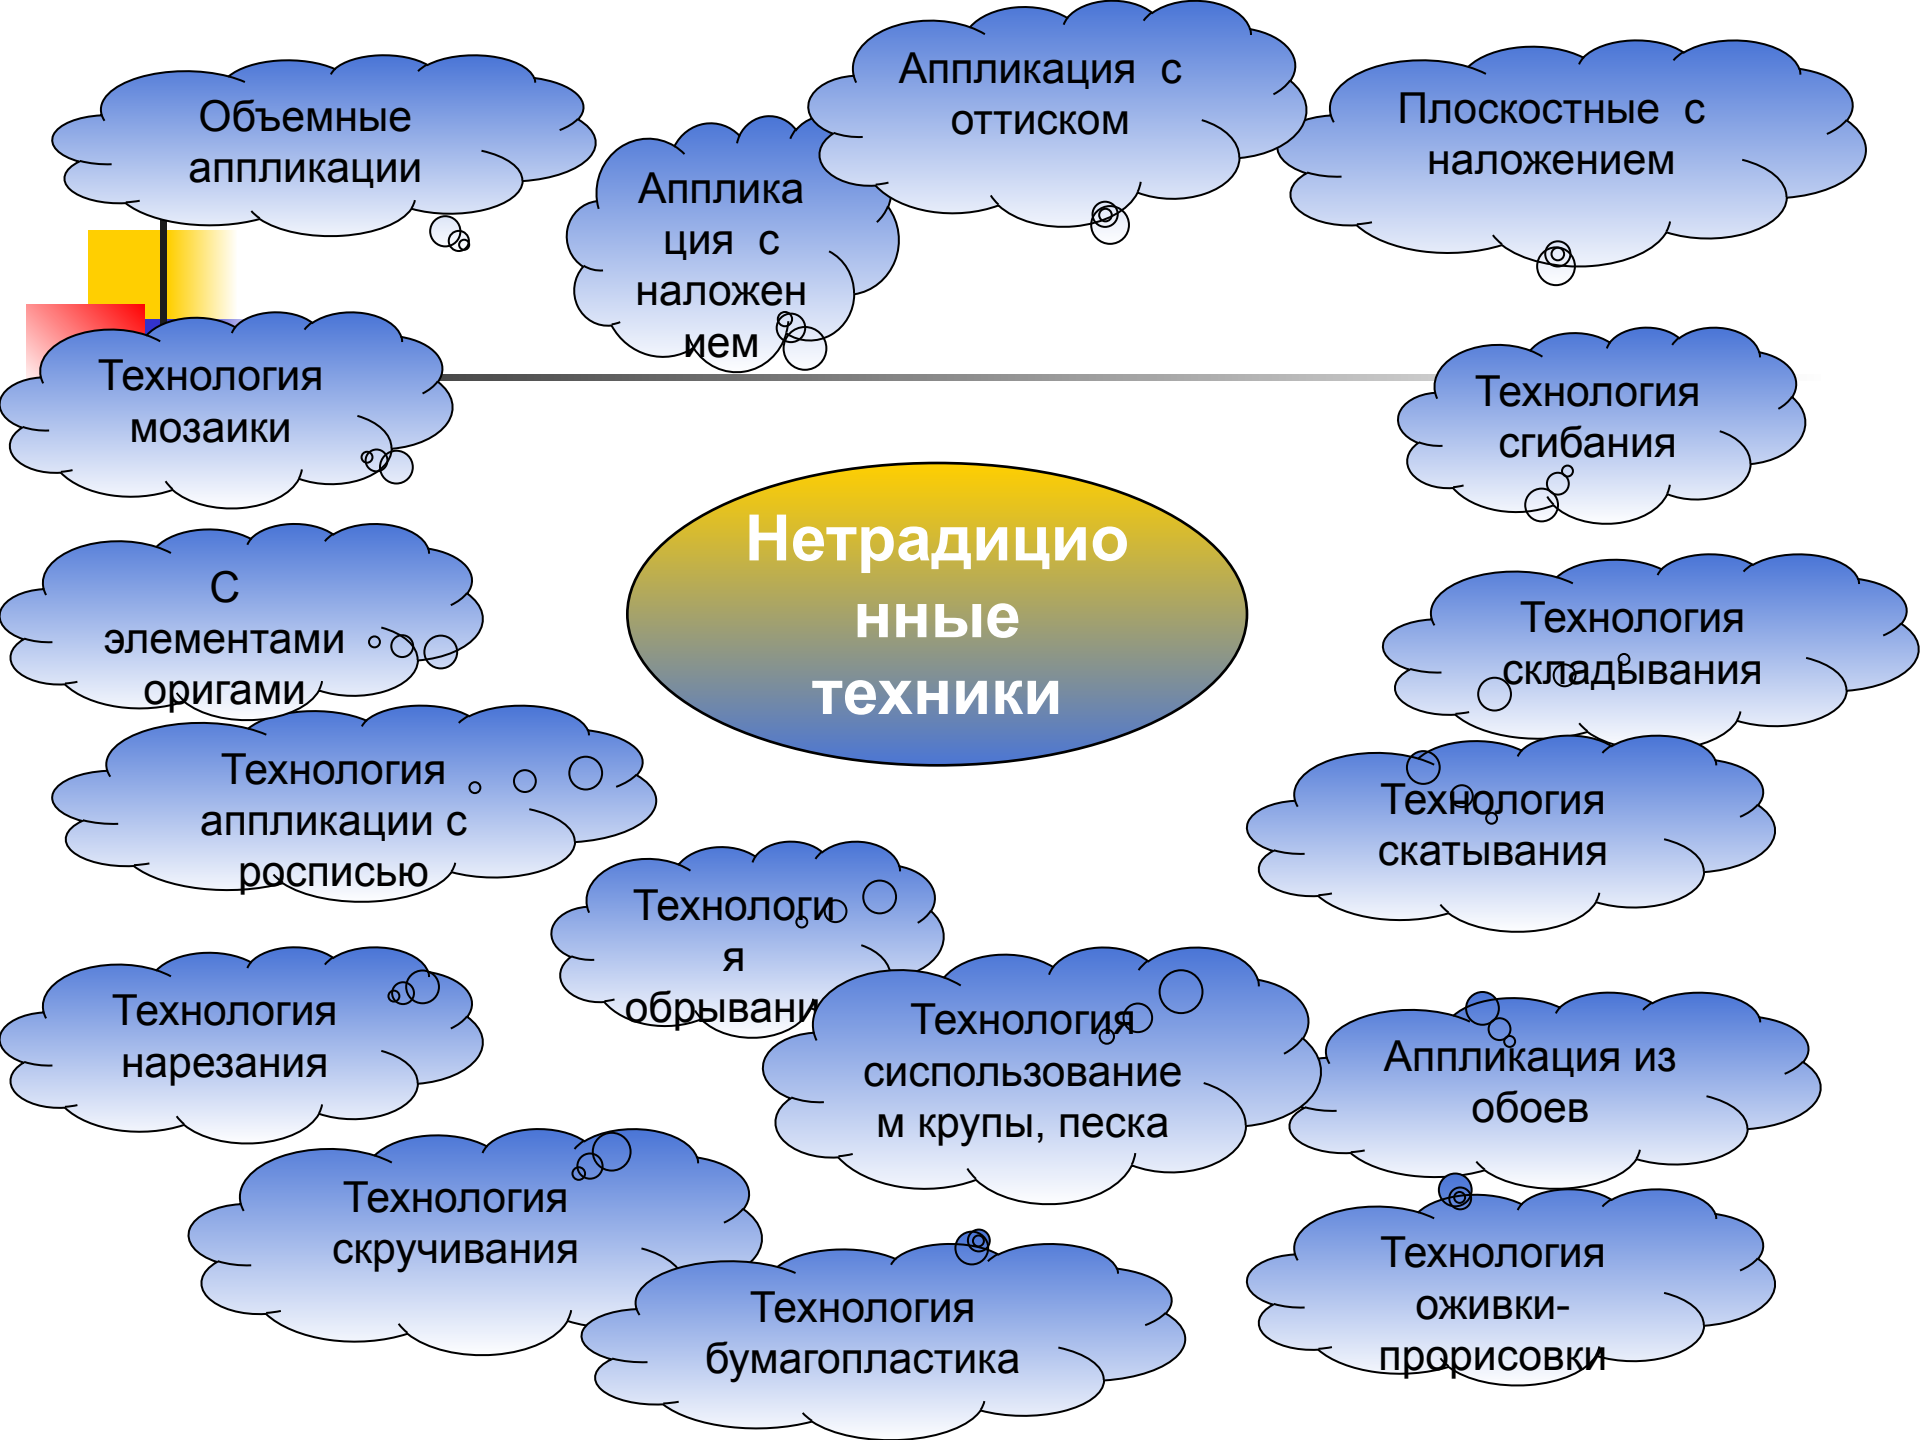 Объемные
аппликации
Апплика
ция с
наложен
ием
Аппликация с
оттиском
Плоскостные с
наложением
Технология
мозаики
Технология
сгибания
Нетрадицио
нные
техники
С
элементами
оригами
Технология
складывания
Технология
аппликации с
росписью
Технология
скатывания
Технологи
я
обрывани
Технология
нарезания
Технология
сиспользование
м крупы, песка
Аппликация из
обоев
Технология
скручивания
Технология
бумагопластика
Технология
оживки-
прорисовки